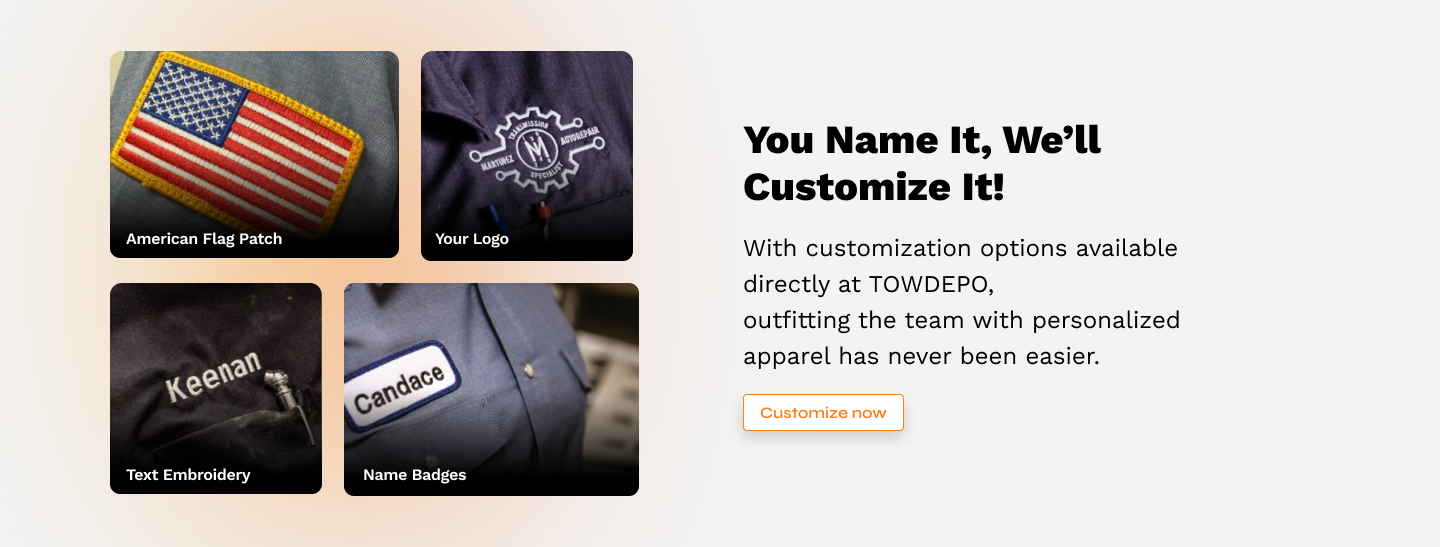 American Flag Patch
TRANSMISSION
MARTINEZ
AUTOREPAIR
SPECIALIST
Your Logo
Keenan
Text Embroidery
Candace
Name Badges
You Name It, We’ll
Customize It!
With customization options available
directly at TOWDEPO,
outfitting the team with personalized
apparel has never been easier.
Customize now